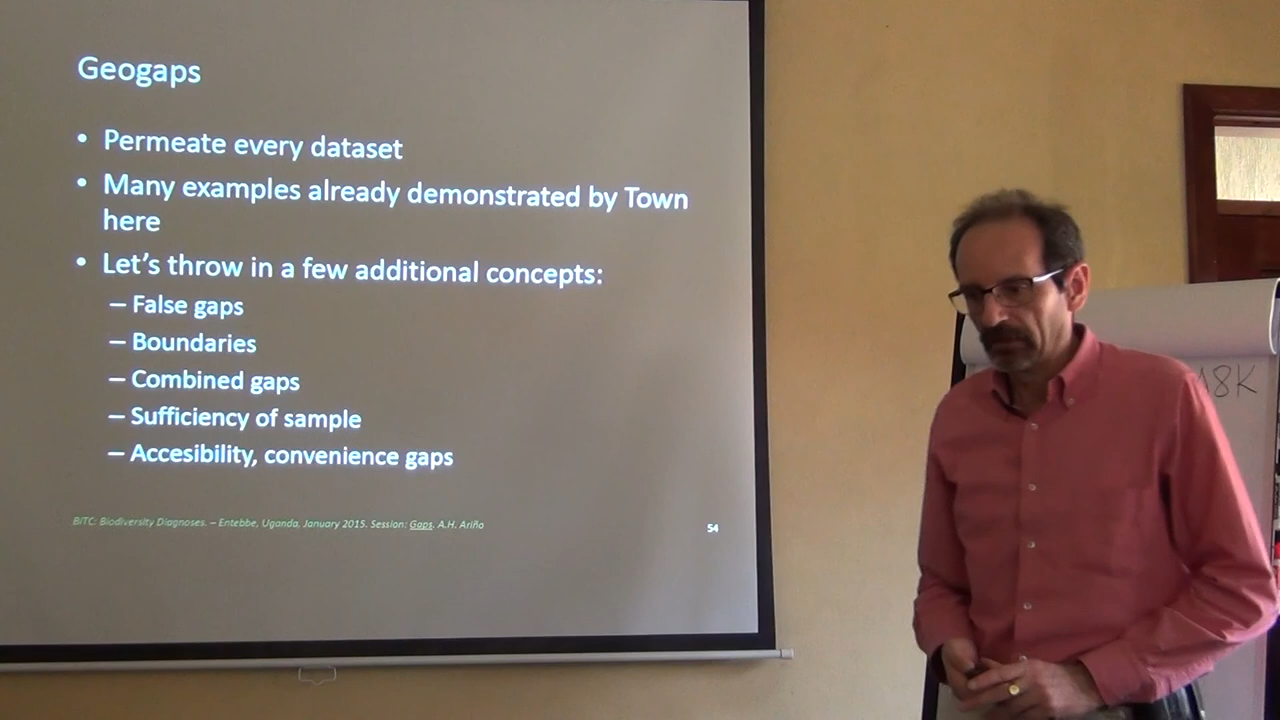 Geogaps
• Permeate every dataset
• Many examples already demonstrated by Town
here
• Let's throw in a few additional concepts:
– False gaps
– Boundaries
– Combined gaps
– Sufficiency of sample
– Accesibility, convenience gaps
BITC: Biodiversity Diagnoses. – Entebbe, Uganda, January 2015. Session: Gaps. A.H. Ariño
54
18K